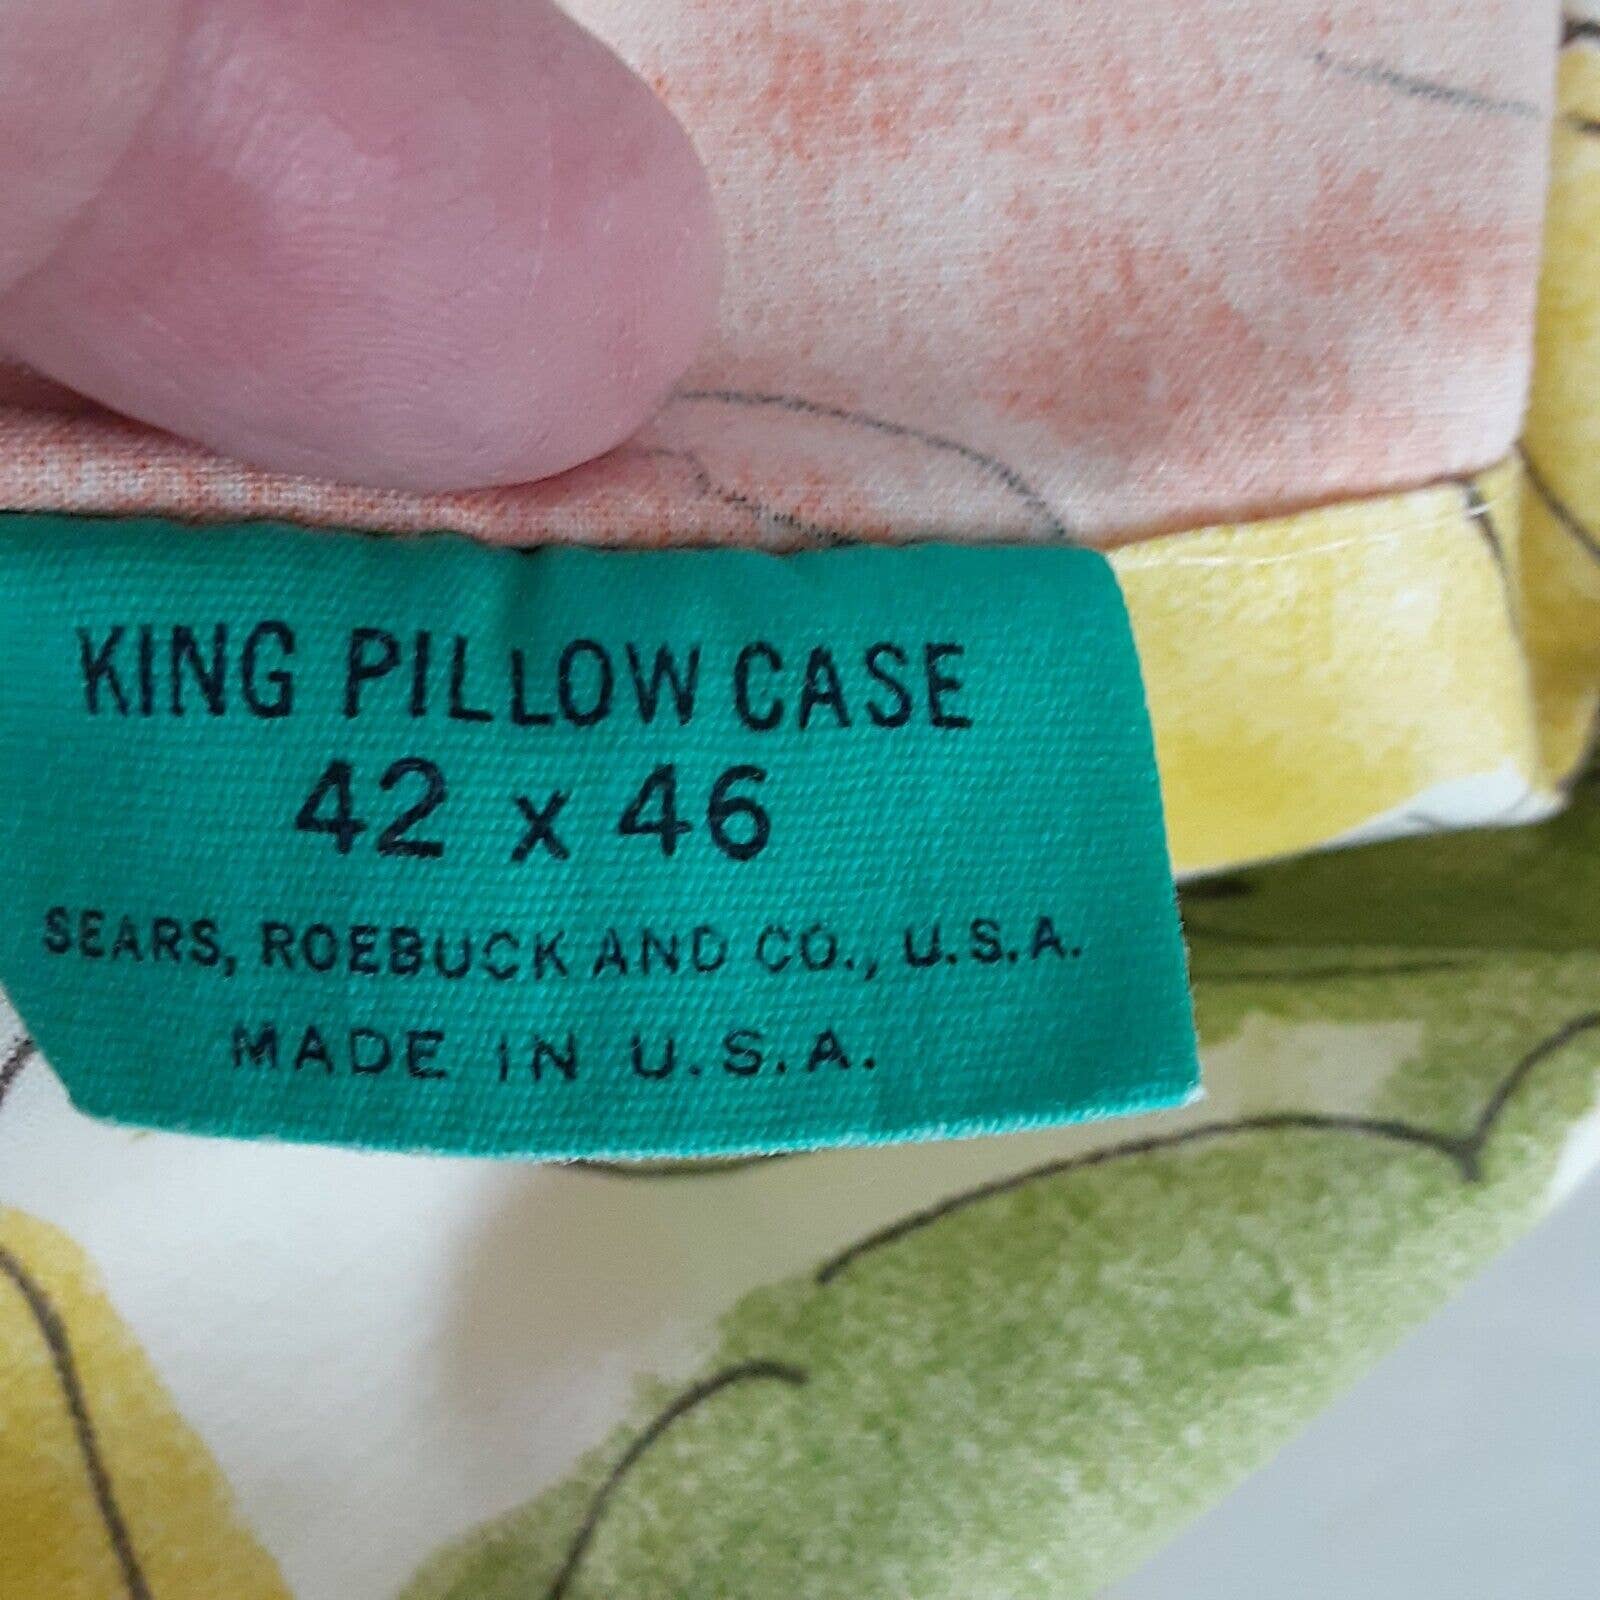 KING PILLOW CASE
42 x 46
SEARS, ROEBUCK AND CO., U.S.A.
MADE IN U.S.A.